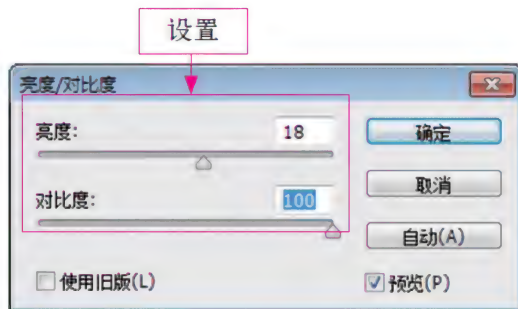 设置
亮度/对比度
亮度: 18
确定
取消
对比度: 100
自动(A)
使用旧版(L)
预览(P)